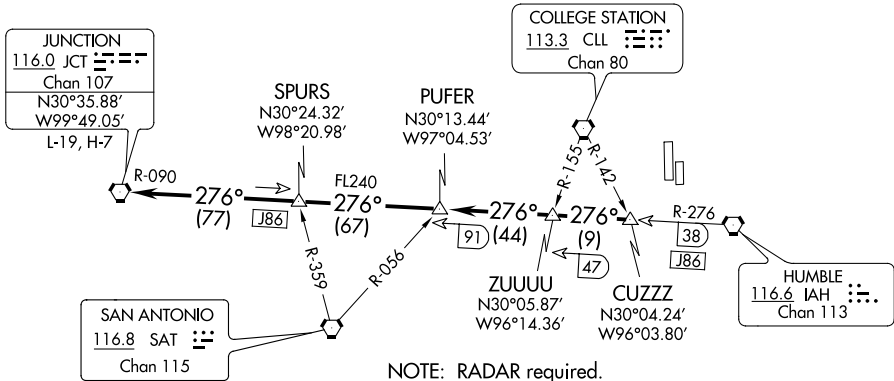 COLLEGE STATION
113.3 CLL
Chan 80
JUNCTION
116.0 JCT
Chan 107
N30°35.88’
W99°49.05’
L-19, H-7
SPURS
N30°24.32’
W98°20.98’
PUFER
N30°13.44’
W97°04.53’
R-155
R-142
R-090
276°
(77)
J86
FL240
276°
(67)
276°
(44)
91
276°
(9)
47
R-276
38
J86
R-359
R-056
ZUUUU
N30°05.87’
W96°14.36’
CUZZZ
N30°04.24’
W96°03.80’
HUMBLE
116.6 IAH
Chan 113
SAN ANTONIO
116.8 SAT
Chan 115
NOTE: RADAR required.